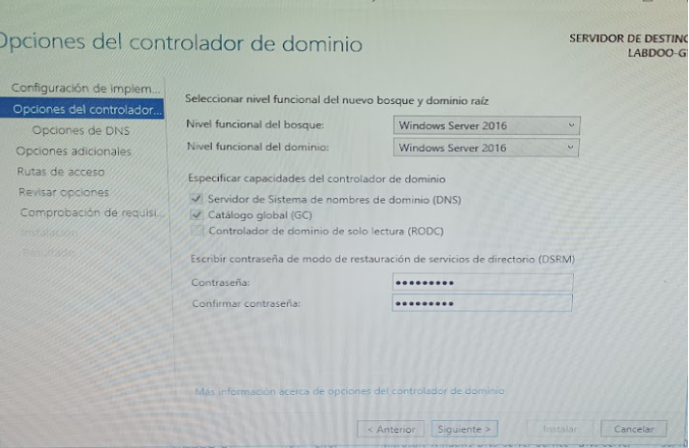 Opciones del controlador de dominio
SERVIDOR DE DESTINO
LABDOO-G
Configuración de implem...
Opciones del controlador...
Opciones de DNS
Opciones adicionales
Rutas de acceso
Revisar opciones
Comprobación de requisi...
Instalación
Resultado
Seleccionar nivel funcional del nuevo bosque y dominio raíz
Nivel funcional del bosque: Windows Server 2016
Nivel funcional del dominio: Windows Server 2016
Especificar capacidades del controlador de dominio
Servidor de Sistema de nombres de dominio (DNS)
Catálogo global (GC)
Controlador de dominio de solo lectura (RODC)
Escribir contraseña de modo de restauración de servicios de directorio (DSRM)
Contraseña: •••••••••
Confirmar contraseña: •••••••••
Más información acerca de opciones del controlador de dominio
< Anterior Siguiente > Instalar Cancelar